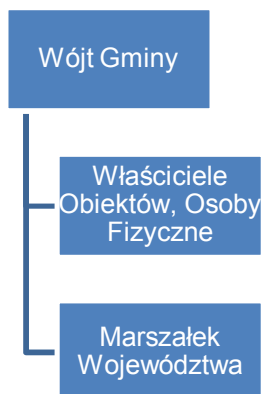 Wójt Gminy
Właściciele
Obiektów, Osoby
Fizyczne
Marszałek
Województwa